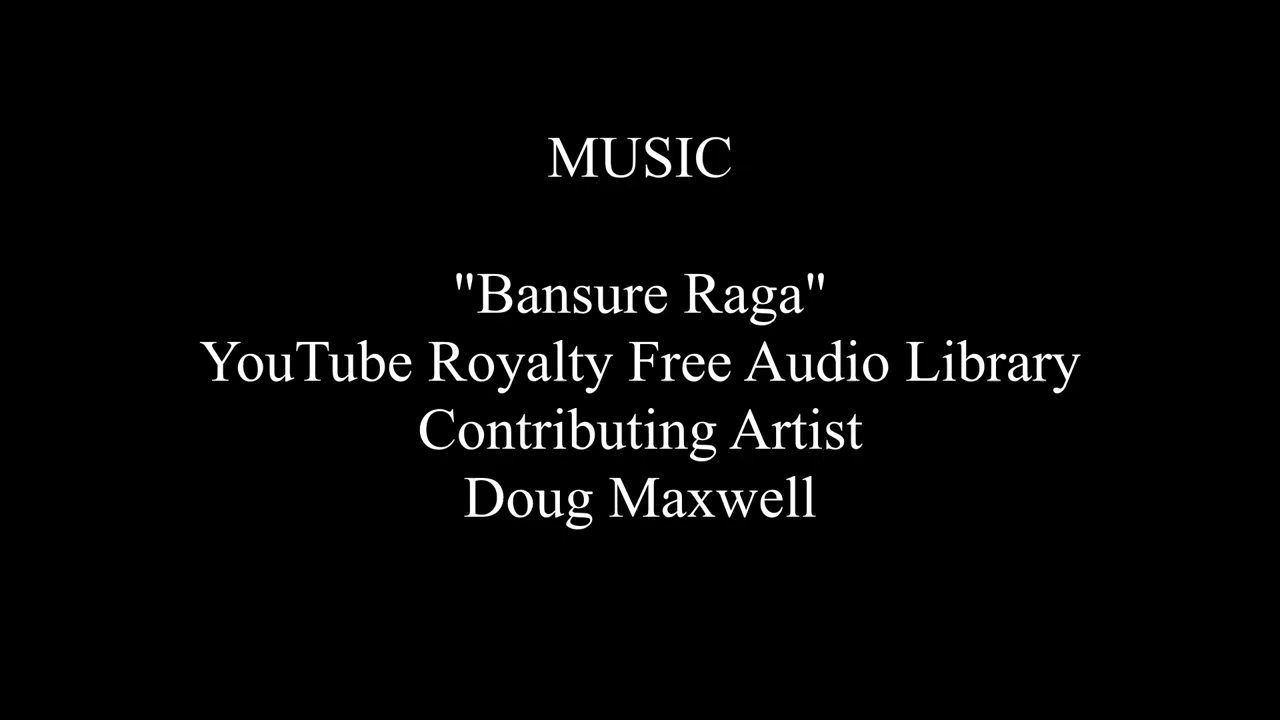 MUSIC
"Bansure Raga"
YouTube Royalty Free Audio Library
Contributing Artist
Doug Maxwell